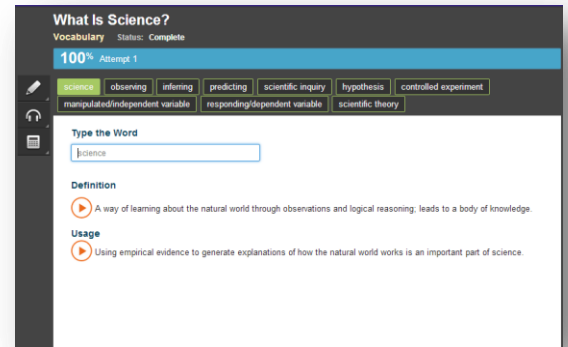 What Is Science?
Vocabulary Status: Complete
100% Attempt 1
science observing inferring predicting scientific inquiry hypothesis controlled experiment
manipulated/independent variable responding/dependent variable scientific theory
Type the Word
science
Definition
A way of learning about the natural world through observations and logical reasoning; leads to a body of knowledge.
Usage
Using empirical evidence to generate explanations of how the natural world works is an important part of science.